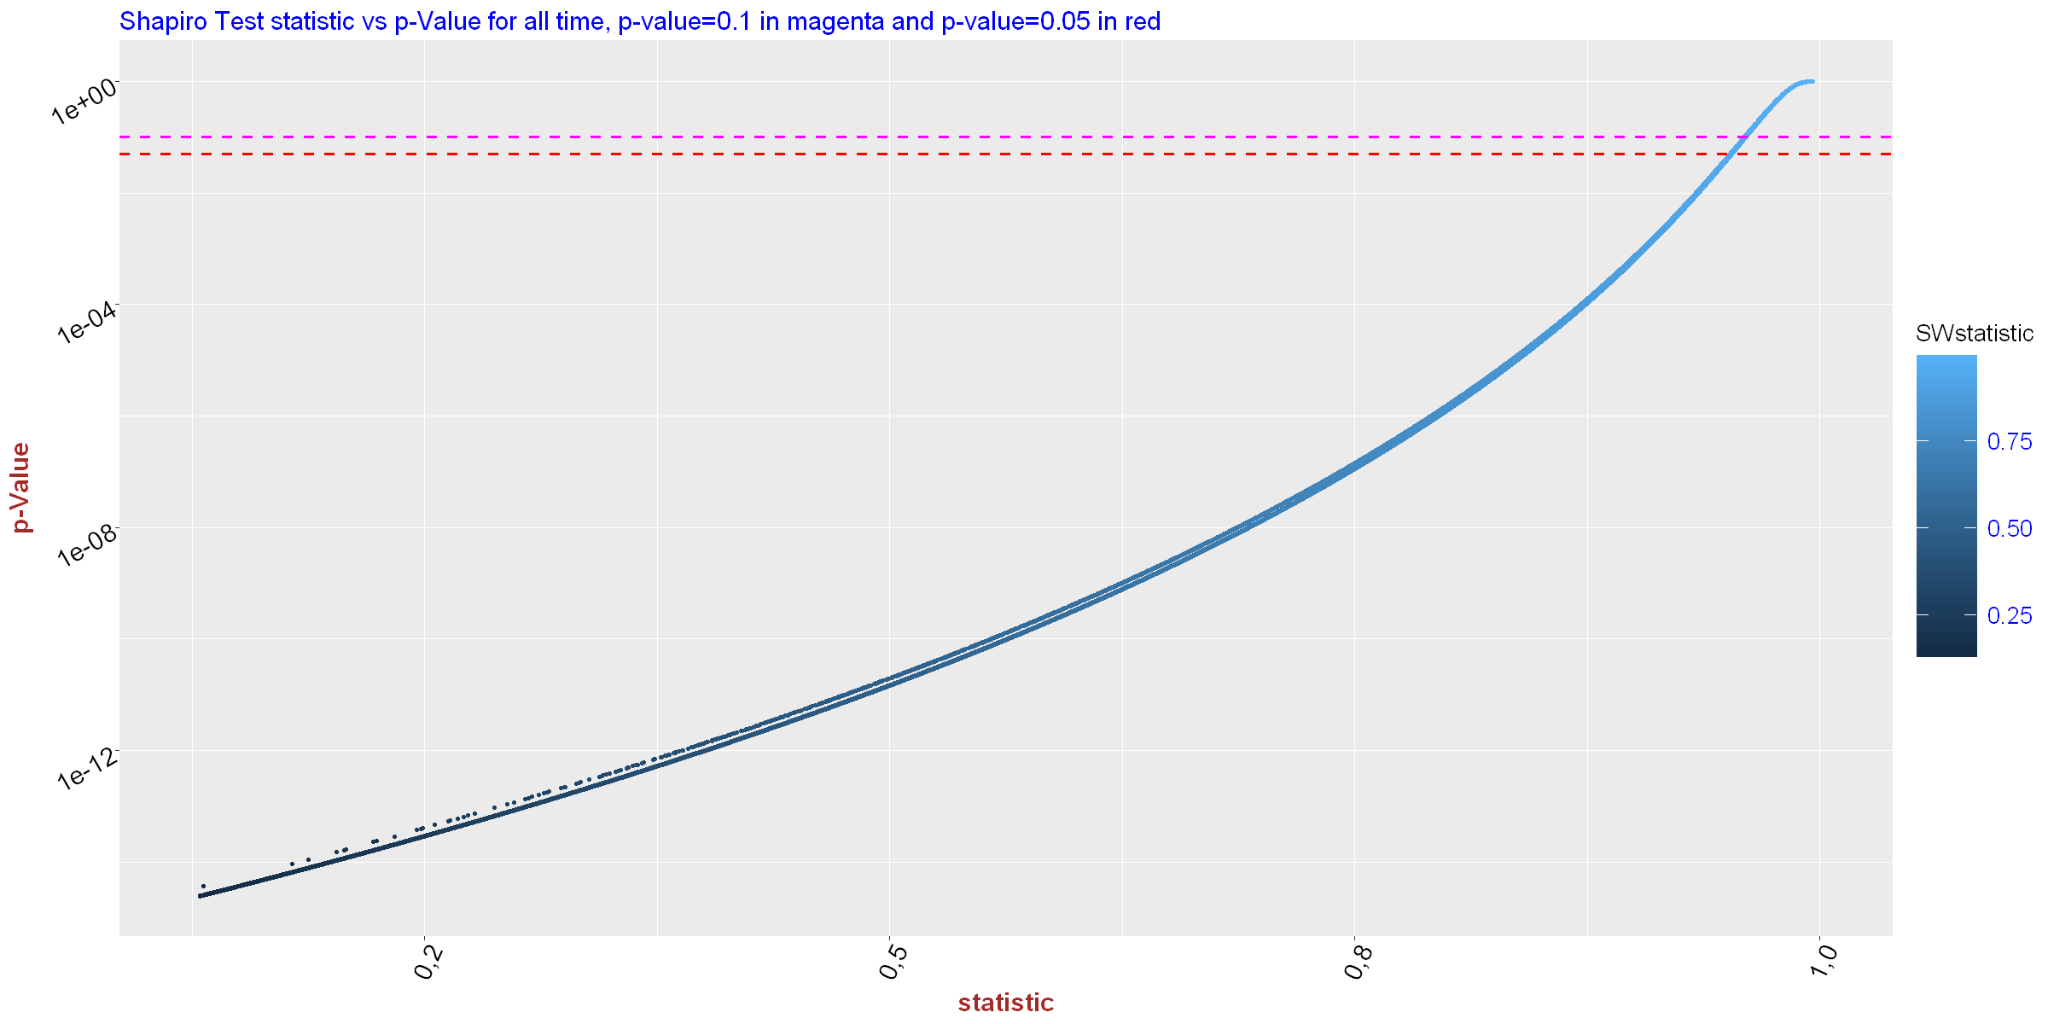 Shapiro Test statistic vs p-Value for all time, p-value=0.1 in magenta and p-value=0.05 in red
1e+00
1e-04
1e-08
1e-12
p-Value
0,2
0,5
0,8
1,0
statistic
SWstatistic
0.75
0.50
0.25